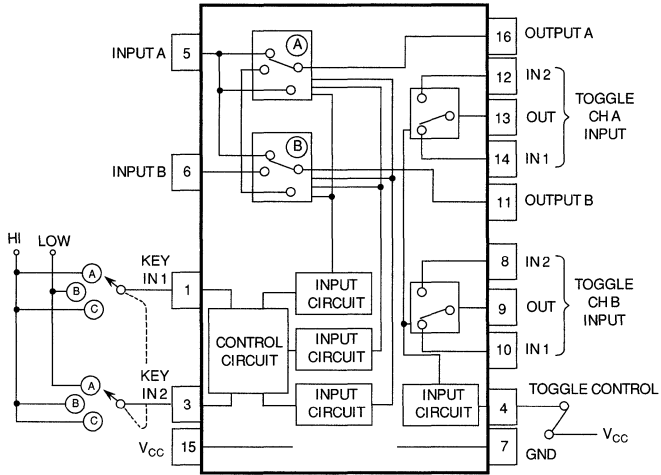 A
16
OUTPUT A
INPUT A
5
12
IN 2
TOGGLE
CH A
INPUT
13
OUT
B
14
IN 1
INPUT B
6
11
OUTPUT B
HI
LOW
KEY
IN 1
A
B
C
1
8
IN 2
TOGGLE
CH B
INPUT
INPUT
CIRCUIT
9
OUT
CONTROL
CIRCUIT
INPUT
CIRCUIT
10
IN 1
A
B
C
KEY
IN 2
3
INPUT
CIRCUIT
INPUT
CIRCUIT
4
TOGGLE CONTROL
VCC
15
7
GND
VCC